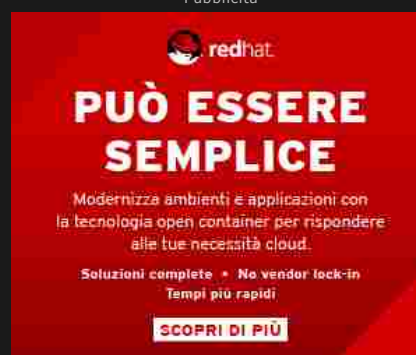 Pubblicità
redhat.
PUÒ ESSERE
SEMPLICE
Modernizza ambienti e applicazioni con
la tecnologia open container per rispondere
alle tue necessità cloud.
Soluzioni complete • No vendor lock-in
Tempi più rapidi
SCOPRI DI PIÙ